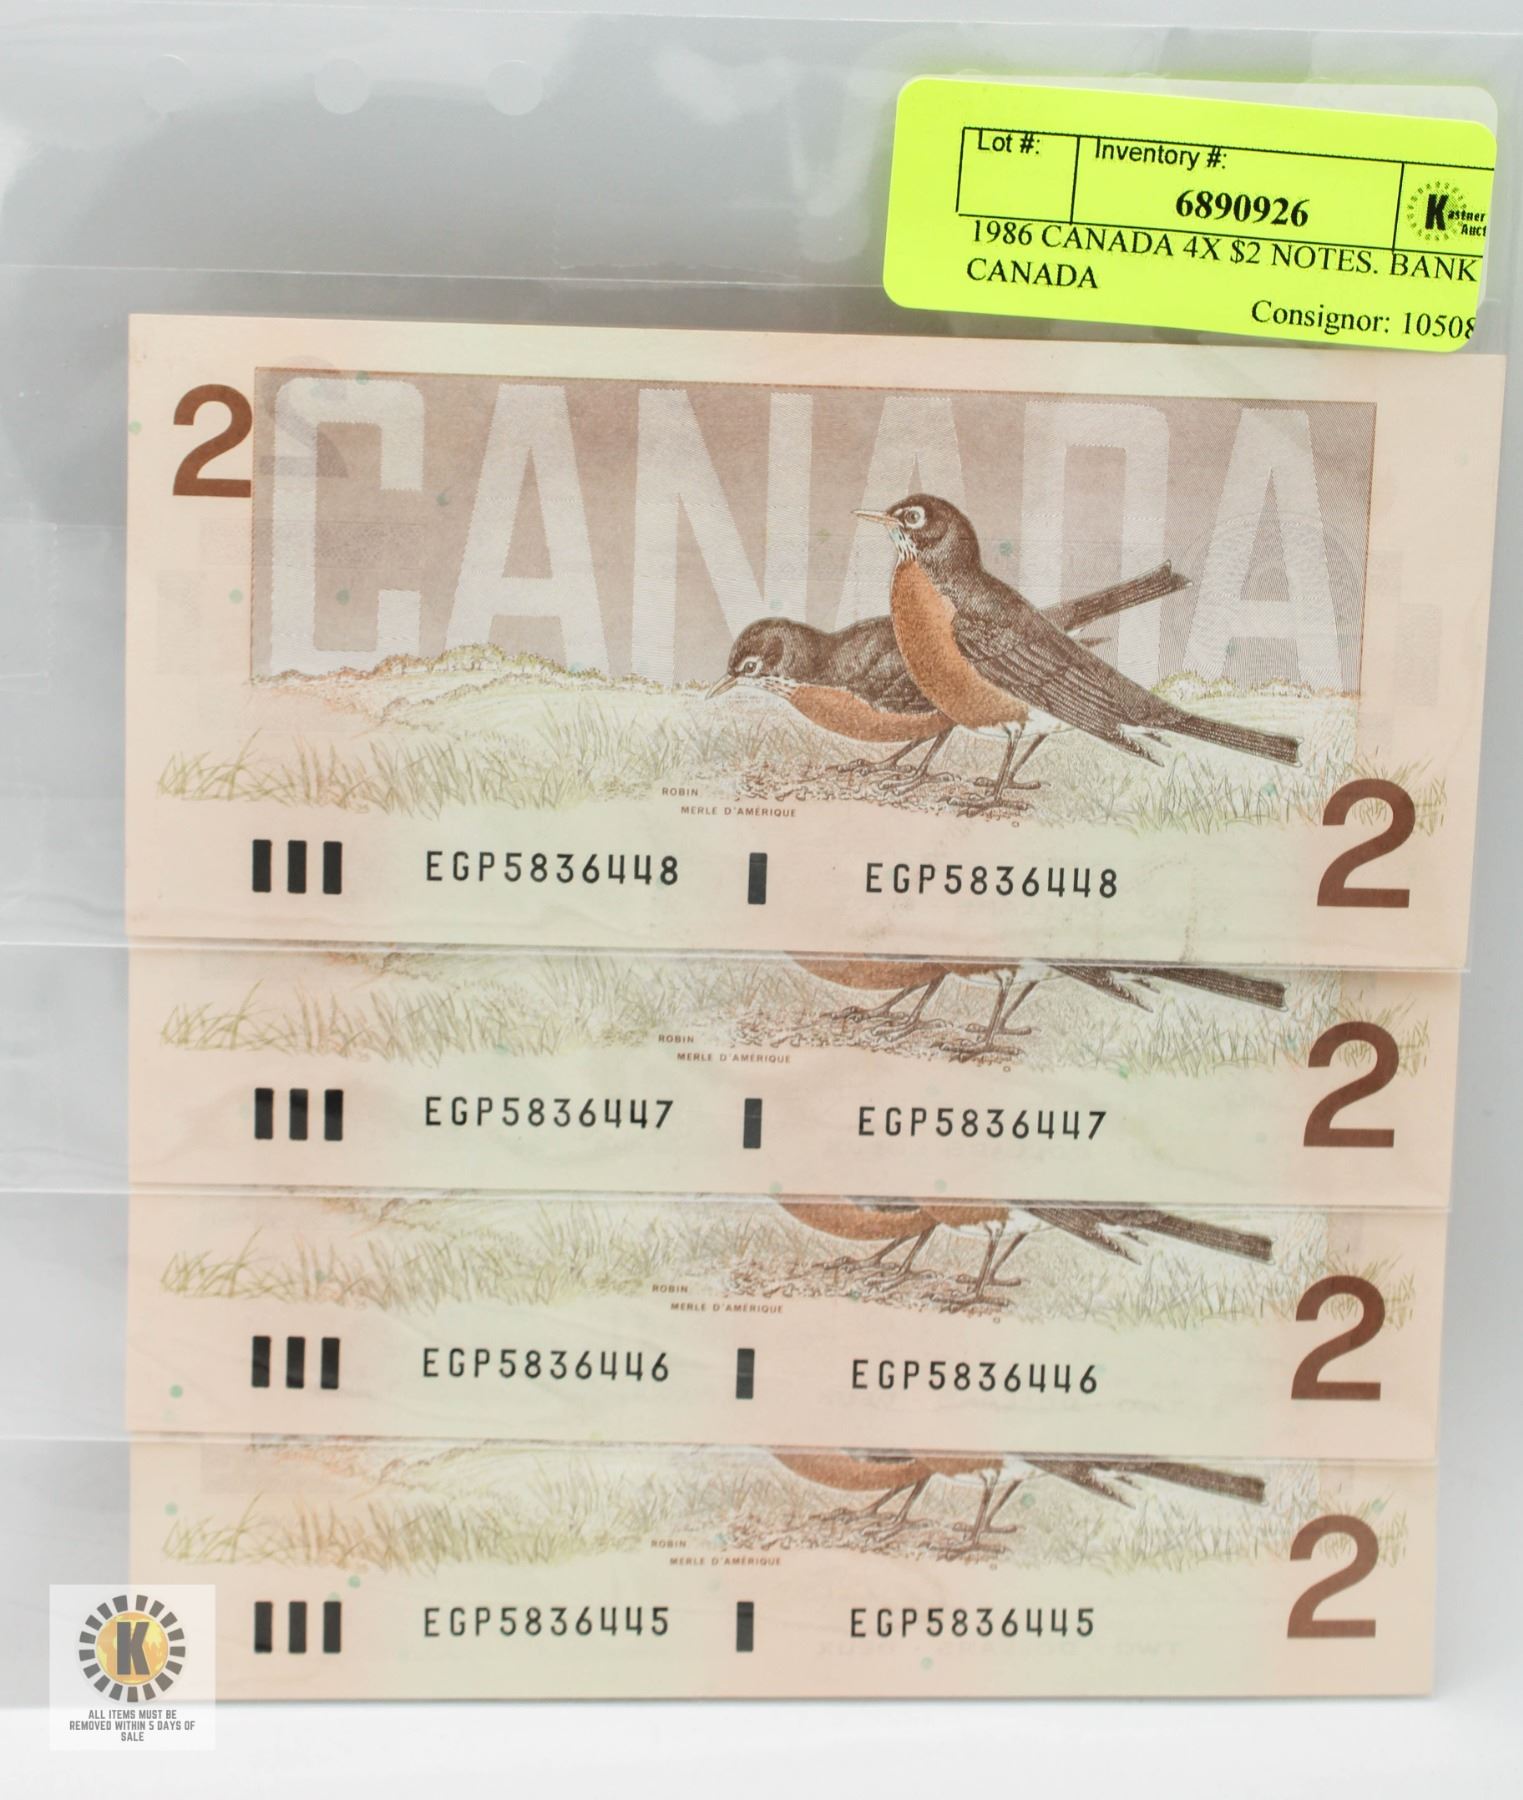 Lot #:
Inventory #:
6890926
Kastner
Auct
1986 CANADA 4X $2 NOTES. BANK
CANADA
Consignor: 10508
2
CANADA
ROBIN
MERLE D'AMÉRIQUE
2
EGP5836448 EGP5836448
ROBIN
MERLE D'AMÉRIQUE
2
EGP5836447 EGP5836447
ROBIN
MERLE D'AMÉRIQUE
2
EGP5836446 EGP5836446
ROBIN
MERLE D'AMÉRIQUE
2
EGP5836445 EGP5836445
K
ALL ITEMS MUST BE
REMOVED WITHIN 5 DAYS OF
SALE